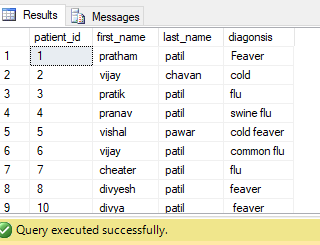 Results Messages
patient_id first_name last_name diagonsis
1 1 pratham patil Feaver
2 2 vijay chavan cold
3 3 pratik patil flu
4 4 pranav patil swine flu
5 5 vishal pawar cold feaver
6 6 vijay patil common flu
7 7 cheater patil flu
8 8 divyesh patil feaver
9 10 divya patil feaver
Query executed successfully.